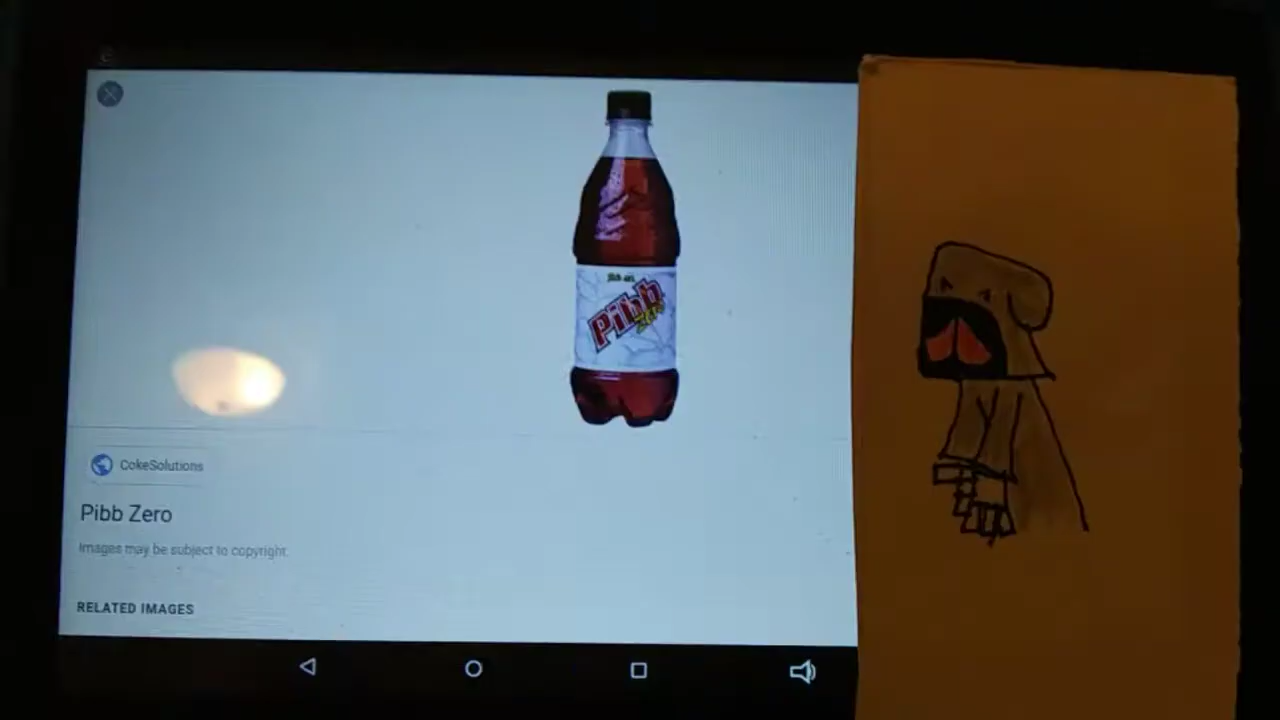 Pibb
Zero
CokeSolutions
Pibb Zero
Images may be subject to copyright.
RELATED IMAGES